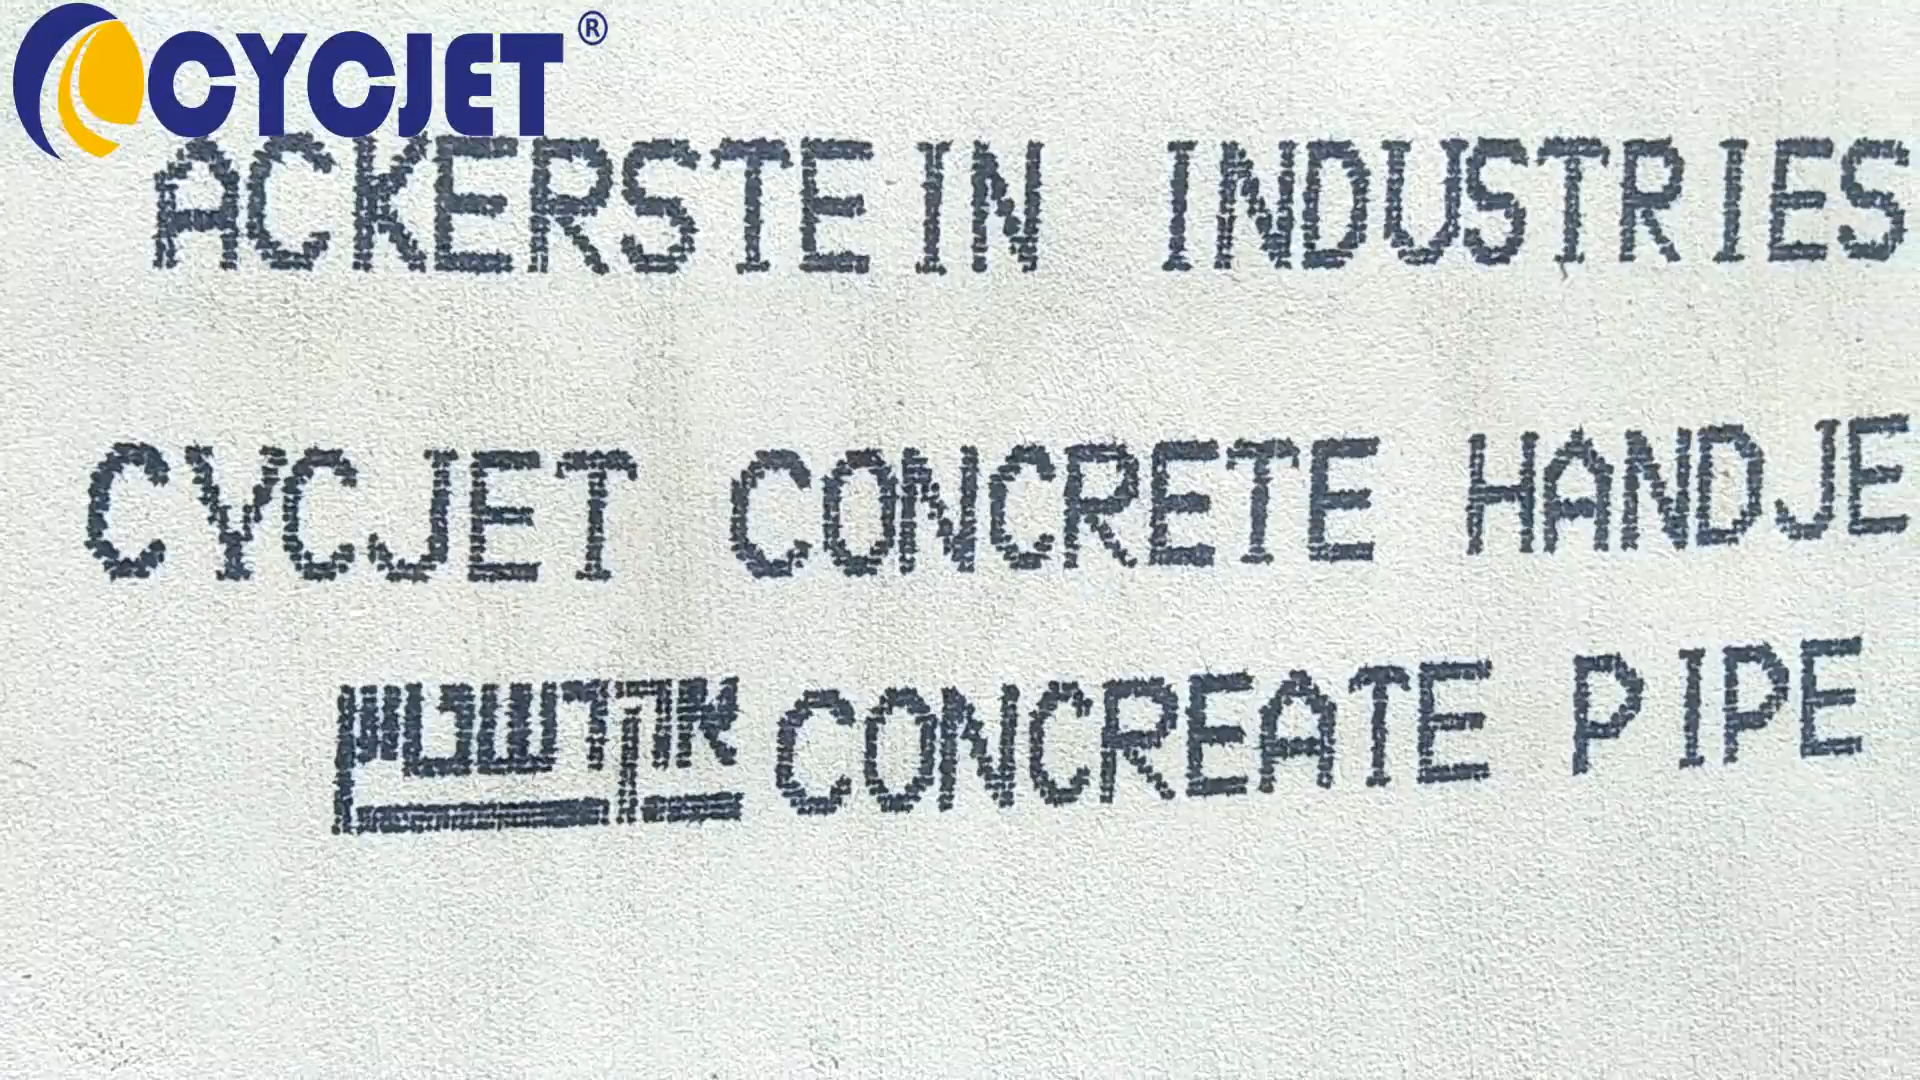 CYCJET®
ACKERSTEIN INDUSTRIES
CYCJET CONCRETE HANDJE
אקרשטיין CONCREATE PIPE